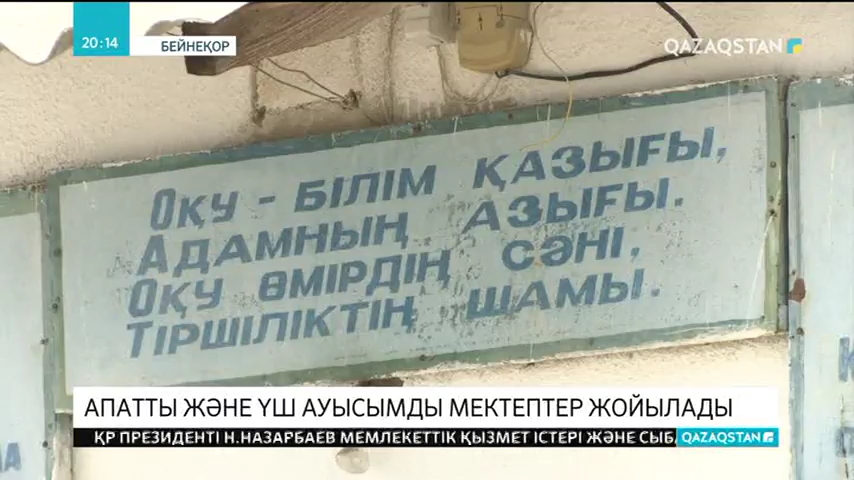 20:14
БЕЙНЕҚОР
QAZAQSTAN
Оқу - БІЛІМ ҚАЗЫҒЫ,
АДАМНЫҢ АЗЫҒЫ.
Оқу ӨМІРДІҢ СӘНІ,
ТІРШІЛІКТІҢ ШАМЫ.
АПАТТЫ ЖӘНЕ ҮШ АУЫСЫМДЫ МЕКТЕПТЕР ЖОЙЫЛАДЫ
ҚР ПРЕЗИДЕНТІ Н.НАЗАРБАЕВ МЕМЛЕКЕТТІК ҚЫЗМЕТ ІСТЕРІ ЖӘНЕ
QAZAQSTAN